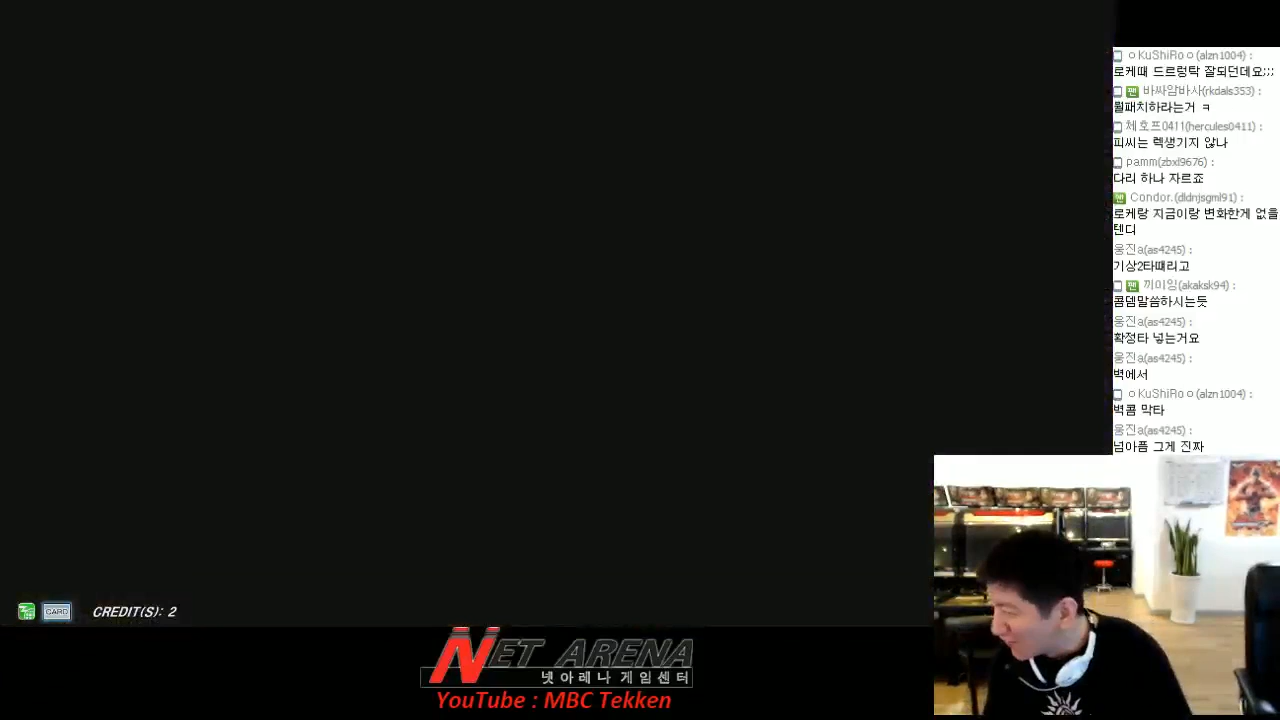 ㅇKuShiRoㅇ(alzn1004) :
로케때 드르렁탁 잘되던데요;;;
팬 바싸얌바사(rkdals353) :
뭘패치하라는거 ㅋ
체호프0411(hercules0411) :
피씨는 렉생기지 않나
pamm(zbxl9676) :
다리 하나 자르죠
팬 Condor.(dldnjsgml91) :
로케랑 지금이랑 변화한게 없을
텐디
웅진a(as4245) :
기상2타때리고
팬 끼이잉(akaksk94) :
콤뎀말씀하시는듯
웅진a(as4245) :
확정타 넣는거요
웅진a(as4245) :
벽에서
ㅇKuShiRoㅇ(alzn1004) :
벽콤 막타
웅진a(as4245) :
넘아픔 그게 진짜
CARD CREDIT(S): 2
NET ARENA
넷아레나 게임센터
YouTube : MBC Tekken